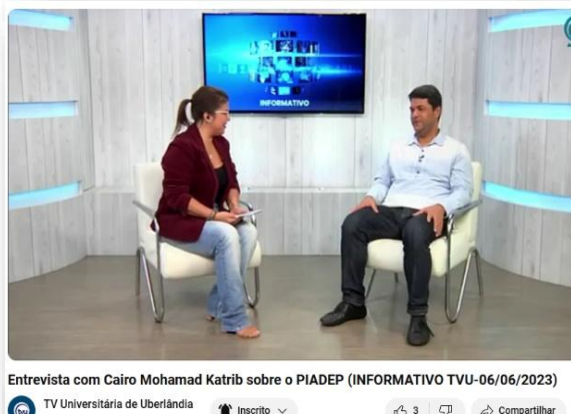 INFORMATIVO
Entrevista com Cairo Mohamad Katrib sobre o PIADEP (INFORMATIVO TVU-06/06/2023)
TV Universitária de Uberlândia
tvu
Inscrito
3
Compartilhar